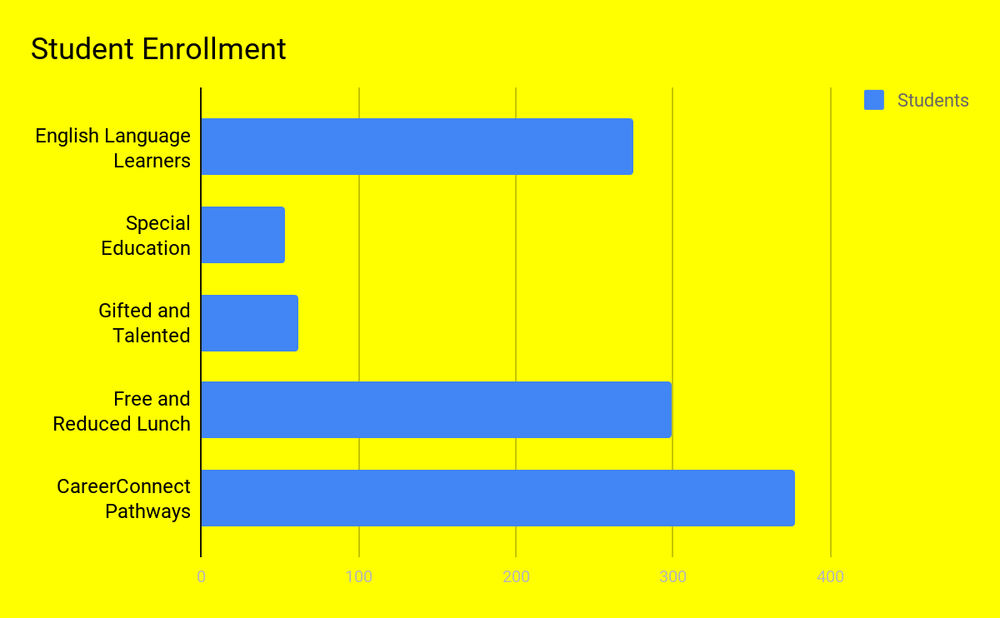 Student Enrollment
Students
English Language
Learners
Special
Education
Gifted and
Talented
Free and
Reduced Lunch
CareerConnect
Pathways
0 100 200 300 400